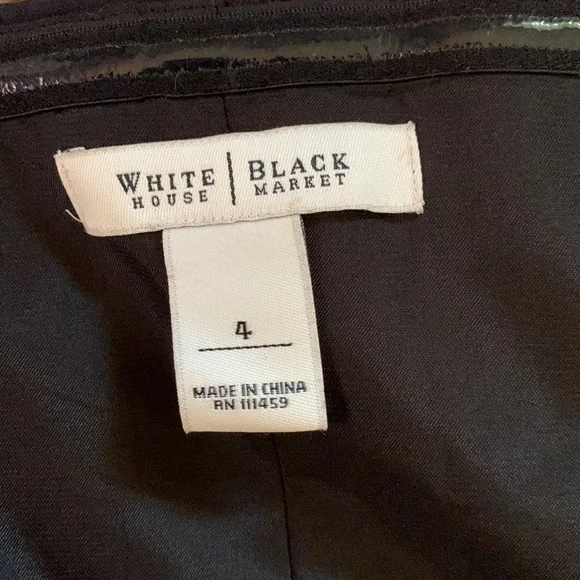 WHITE | BLACK
HOUSE MARKET
4
MADE IN CHINA
RN 111459